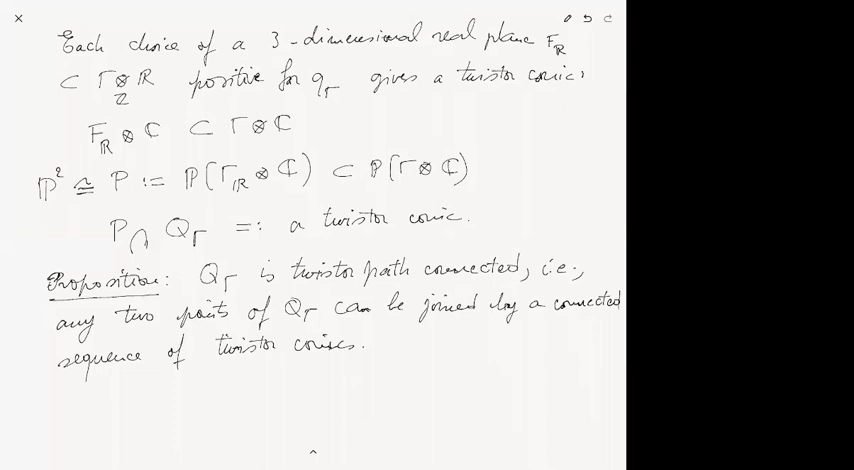 Each choice of a 3-dimensional real plane F_ℝ
⊂ Γ ⊗_ℤ ℝ positive for q_Γ gives a twistor conic:
F_ℝ ⊗ ℂ ⊂ Γ ⊗ ℂ
ℙ² ≅ P := ℙ(Γ_ℝ ⊗ ℂ) ⊂ ℙ(Γ ⊗ ℂ)
P ∩ Q_Γ =: a twistor conic.
Proposition: Q_Γ is twistor path connected, i.e.,
any two points of Q_Γ can be joined by a connected
sequence of twistor conics.